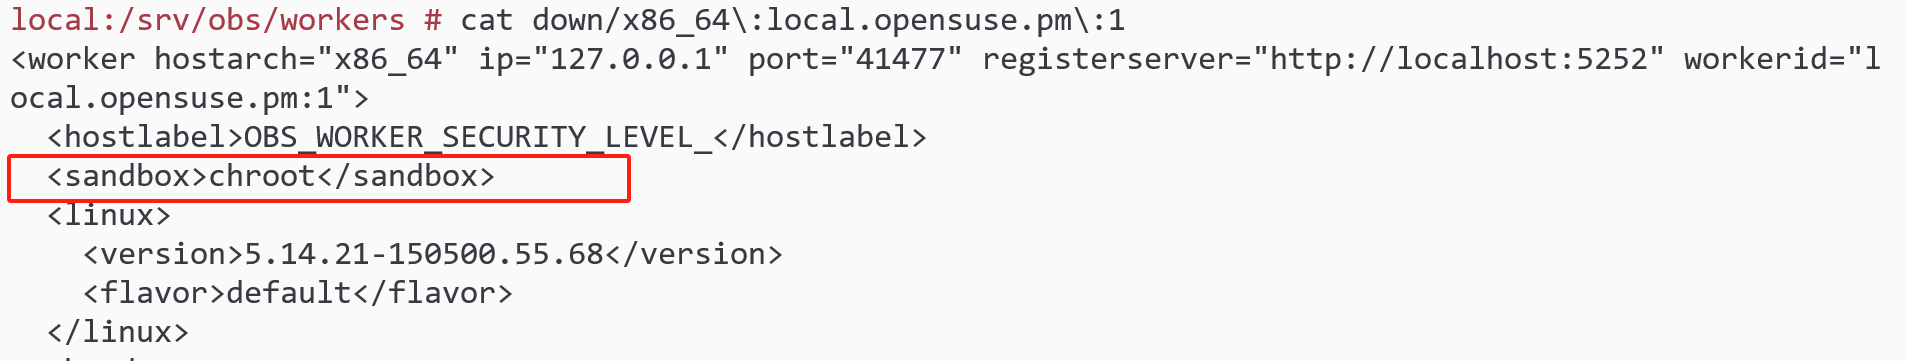 local:/srv/obs/workers # cat down/x86_64\:local.opensuse.pm\:1
<worker hostarch="x86_64" ip="127.0.0.1" port="41477" registerserver="http://localhost:5252" workerid="l
ocal.opensuse.pm:1">
  <hostlabel>OBS_WORKER_SECURITY_LEVEL_</hostlabel>
  <sandbox>chroot</sandbox>
  <linux>
    <version>5.14.21-150500.55.68</version>
    <flavor>default</flavor>
  </linux>